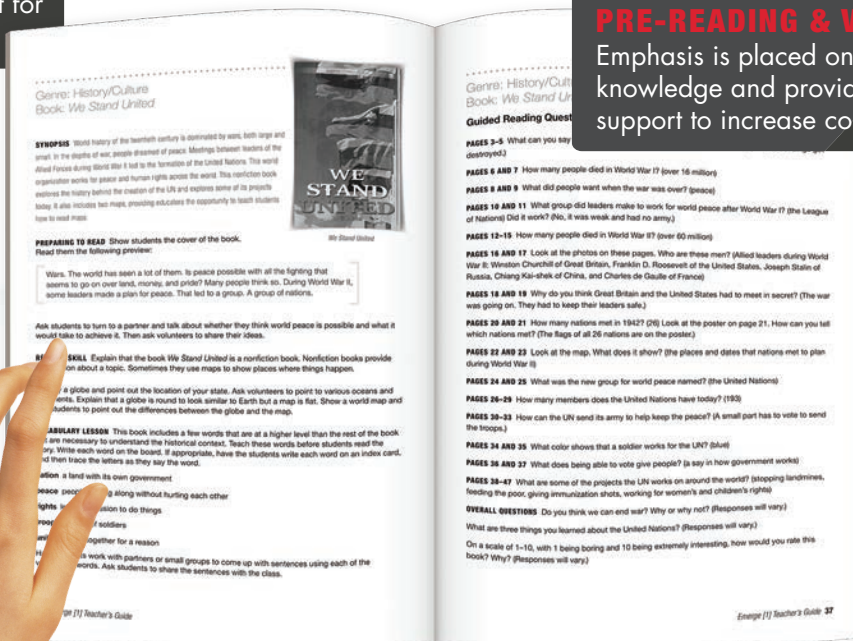 t for
PRE-READING & V
Emphasis is placed on
knowledge and provid
support to increase co
Genre: History/Culture
Book: We Stand United
SYNOPSIS World history of the twentieth century is dominated by wars, both large and
small. In the depths of war, people dreamed of peace. Meetings between leaders of the
Allied Forces during World War II led to the formation of the United Nations. This world
organization works for peace and human rights across the world. This nonfiction book
explores the history behind the creation of the UN and explores some of its projects
today. It also includes two maps, providing educators the opportunity to teach students
how to read maps.
WE
STAND
UNITED
We Stand United
PREPARING TO READ Show students the cover of the book.
Read them the following preview:
Wars. The world has seen a lot of them. Is peace possible with all the fighting that
seems to go on over land, money, and pride? Many people think so. During World War II,
some leaders made a plan for peace. That led to a group. A group of nations.
Ask students to turn to a partner and talk about whether they think world peace is possible and what it
would take to achieve it. Then ask volunteers to share their ideas.
SKILL Explain that the book We Stand United is a nonfiction book. Nonfiction books provide
on about a topic. Sometimes they use maps to show places where things happen.
a globe and point out the location of your state. Ask volunteers to point to various oceans and
ents. Explain that a globe is round to look similar to Earth but a map is flat. Show a world map and
students to point out the differences between the globe and the map.
ABULARY LESSON This book includes a few words that are at a higher level than the rest of the book
are necessary to understand the historical context. Teach these words before students read the
ory. Write each word on the board. If appropriate, have the students write each word on an index card,
d then trace the letters as they say the word.
ation a land with its own government
peace peop g along without hurting each other
ights ission to do things
roop f soldiers
unit ogether for a reason
s work with partners or small groups to come up with sentences using each of the
words. Ask students to share the sentences with the class.
rge [1] Teacher's Guide
Genre: History/Cult
Book: We Stand Un
Guided Reading Quest
PAGES 3–5 What can you say
destroyed.)
PAGES 6 AND 7 How many people died in World War I? (over 16 million)
PAGES 8 AND 9 What did people want when the war was over? (peace)
PAGES 10 AND 11 What group did leaders make to work for world peace after World War I? (the League
of Nations) Did it work? (No, it was weak and had no army.)
PAGES 12–15 How many people died in World War II? (over 60 million)
PAGES 16 AND 17 Look at the photos on these pages. Who are these men? (Allied leaders during World
War II: Winston Churchill of Great Britain, Franklin D. Roosevelt of the United States, Joseph Stalin of
Russia, Chiang Kai-shek of China, and Charles de Gaulle of France)
PAGES 18 AND 19 Why do you think Great Britain and the United States had to meet in secret? (The war
was going on. They had to keep their leaders safe.)
PAGES 20 AND 21 How many nations met in 1942? (26) Look at the poster on page 21. How can you tell
which nations met? (The flags of all 26 nations are on the poster.)
PAGES 22 AND 23 Look at the map. What does it show? (the places and dates that nations met to plan
during World War II)
PAGES 24 AND 25 What was the new group for world peace named? (the United Nations)
PAGES 26–29 How many members does the United Nations have today? (193)
PAGES 30–33 How can the UN send its army to help keep the peace? (A small part has to vote to send
the troops.)
PAGES 34 AND 35 What color shows that a soldier works for the UN? (blue)
PAGES 36 AND 37 What does being able to vote give people? (a say in how government works)
PAGES 38–47 What are some of the projects the UN works on around the world? (stopping landmines,
feeding the poor, giving immunization shots, working for women's and children's rights)
OVERALL QUESTIONS Do you think we can end war? Why or why not? (Responses will vary.)
What are three things you learned about the United Nations? (Responses will vary.)
On a scale of 1–10, with 1 being boring and 10 being extremely interesting, how would you rate this
book? Why? (Responses will vary.)
Emerge [1] Teacher's Guide 37